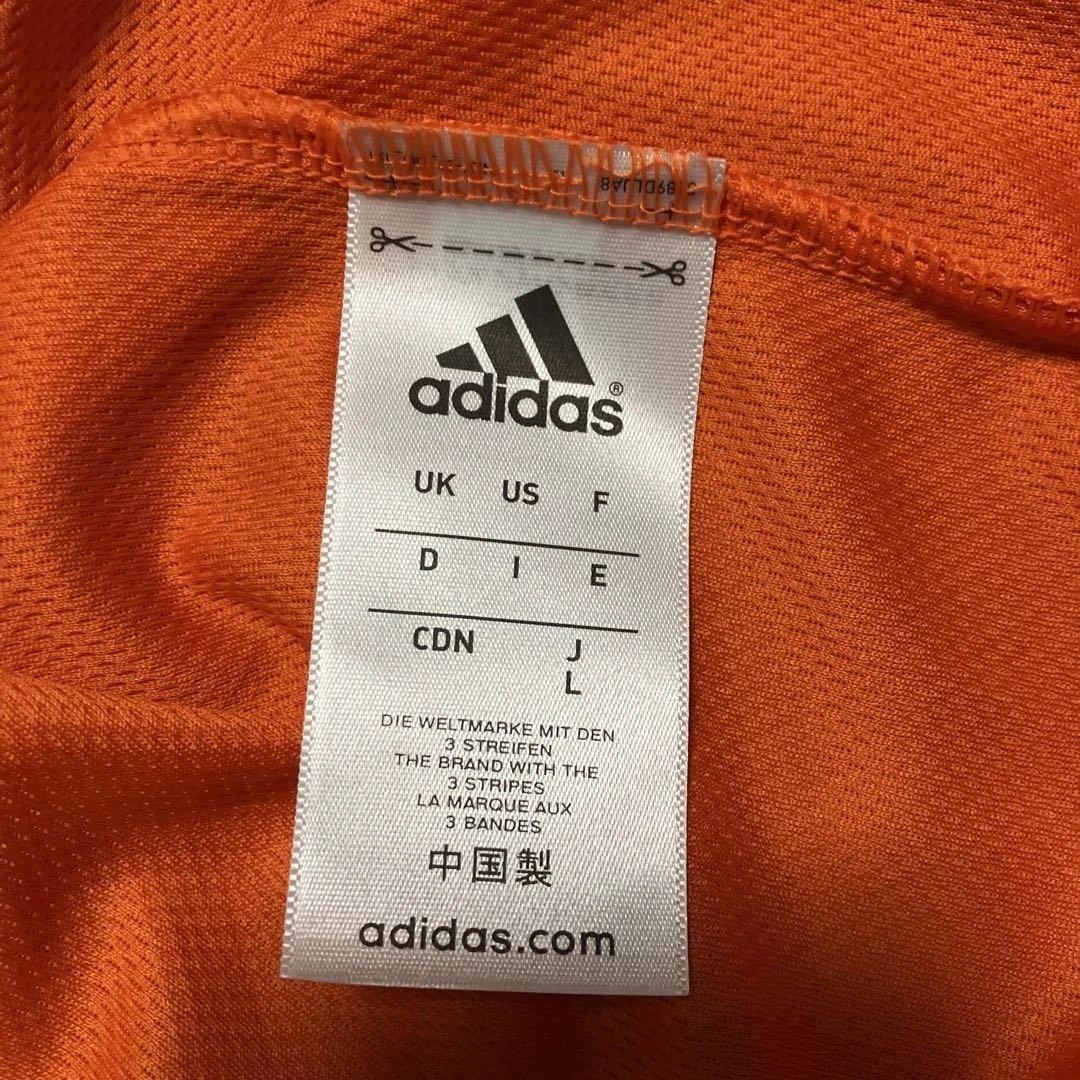 adidas®
UK US F
D I E
CDN J
L
DIE WELTMARKE MIT DEN
3 STREIFEN
THE BRAND WITH THE
3 STRIPES
LA MARQUE AUX
3 BANDES
中国製
adidas.com